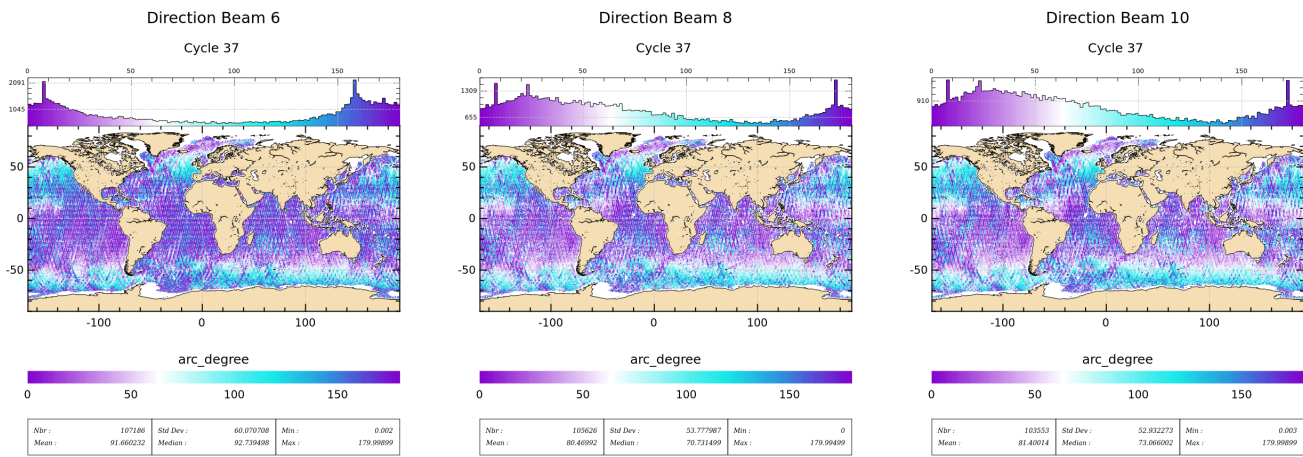 Direction Beam 6
Cycle 37
0 50 100 150
2091
1045
50
0
-50
-100 0 100
arc_degree
0 50 100 150
Nbr : 107186 Std Dev : 60.070708 Min : 0.002
Mean : 91.660232 Median : 92.739498 Max : 179.99899
Direction Beam 8
Cycle 37
0 50 100 150
1309
655
50
0
-50
-100 0 100
arc_degree
0 50 100 150
Nbr : 105626 Std Dev : 53.777987 Min : 0
Mean : 80.46992 Median : 70.731499 Max : 179.99499
Direction Beam 10
Cycle 37
0 50 100 150
910
50
0
-50
-100 0 100
arc_degree
0 50 100 150
Nbr : 103553 Std Dev : 52.932273 Min : 0.003
Mean : 81.40014 Median : 73.066002 Max : 179.99899